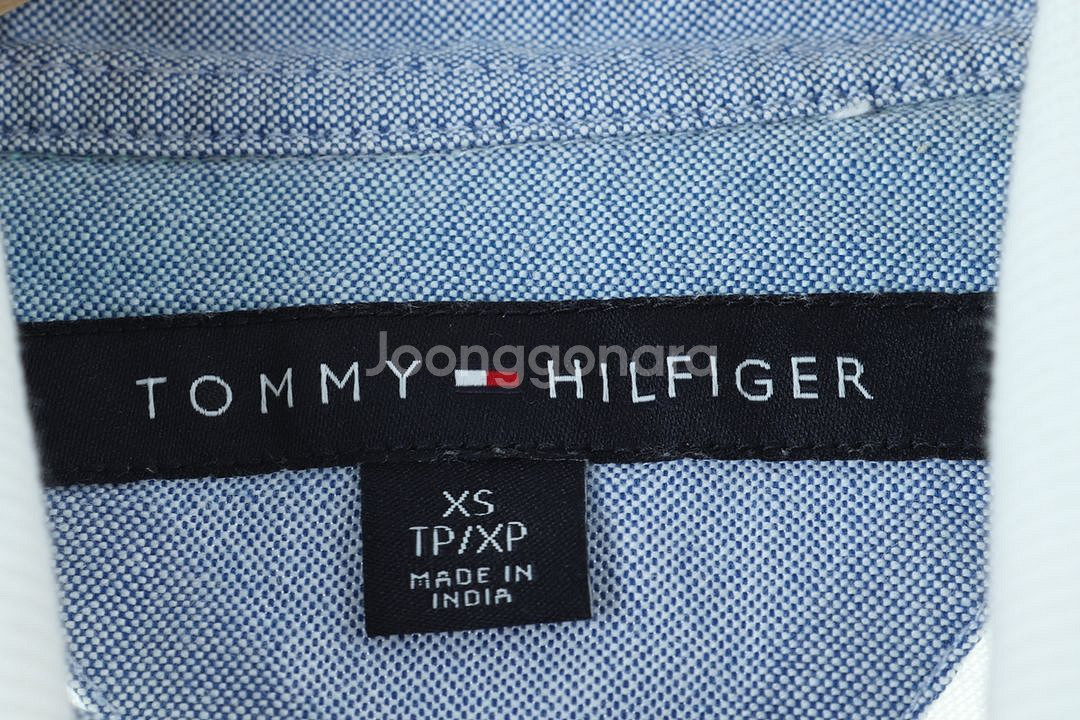 Joonggonara
TOMMY HILFIGER
XS
TP/XP
MADE IN
INDIA